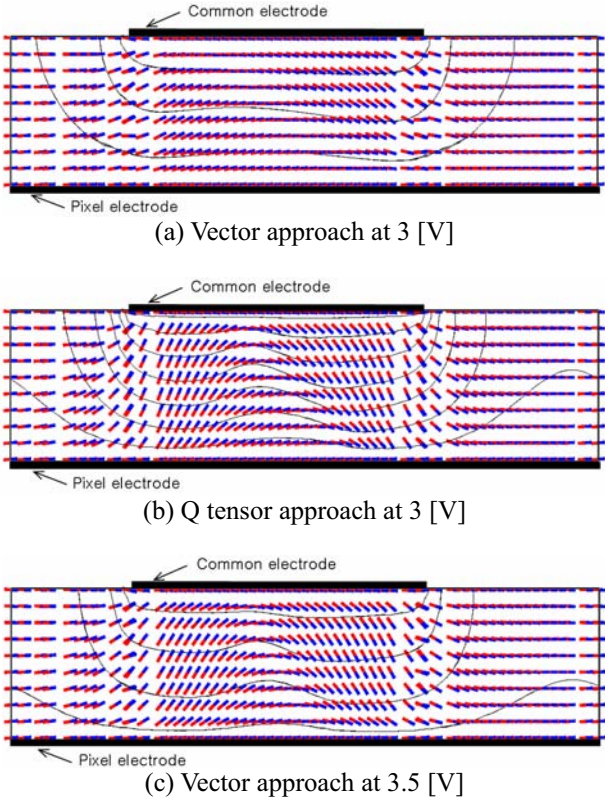 Common electrode
Pixel electrode
(a) Vector approach at 3 [V]
Common electrode
Pixel electrode
(b) Q tensor approach at 3 [V]
Common electrode
Pixel electrode
(c) Vector approach at 3.5 [V]